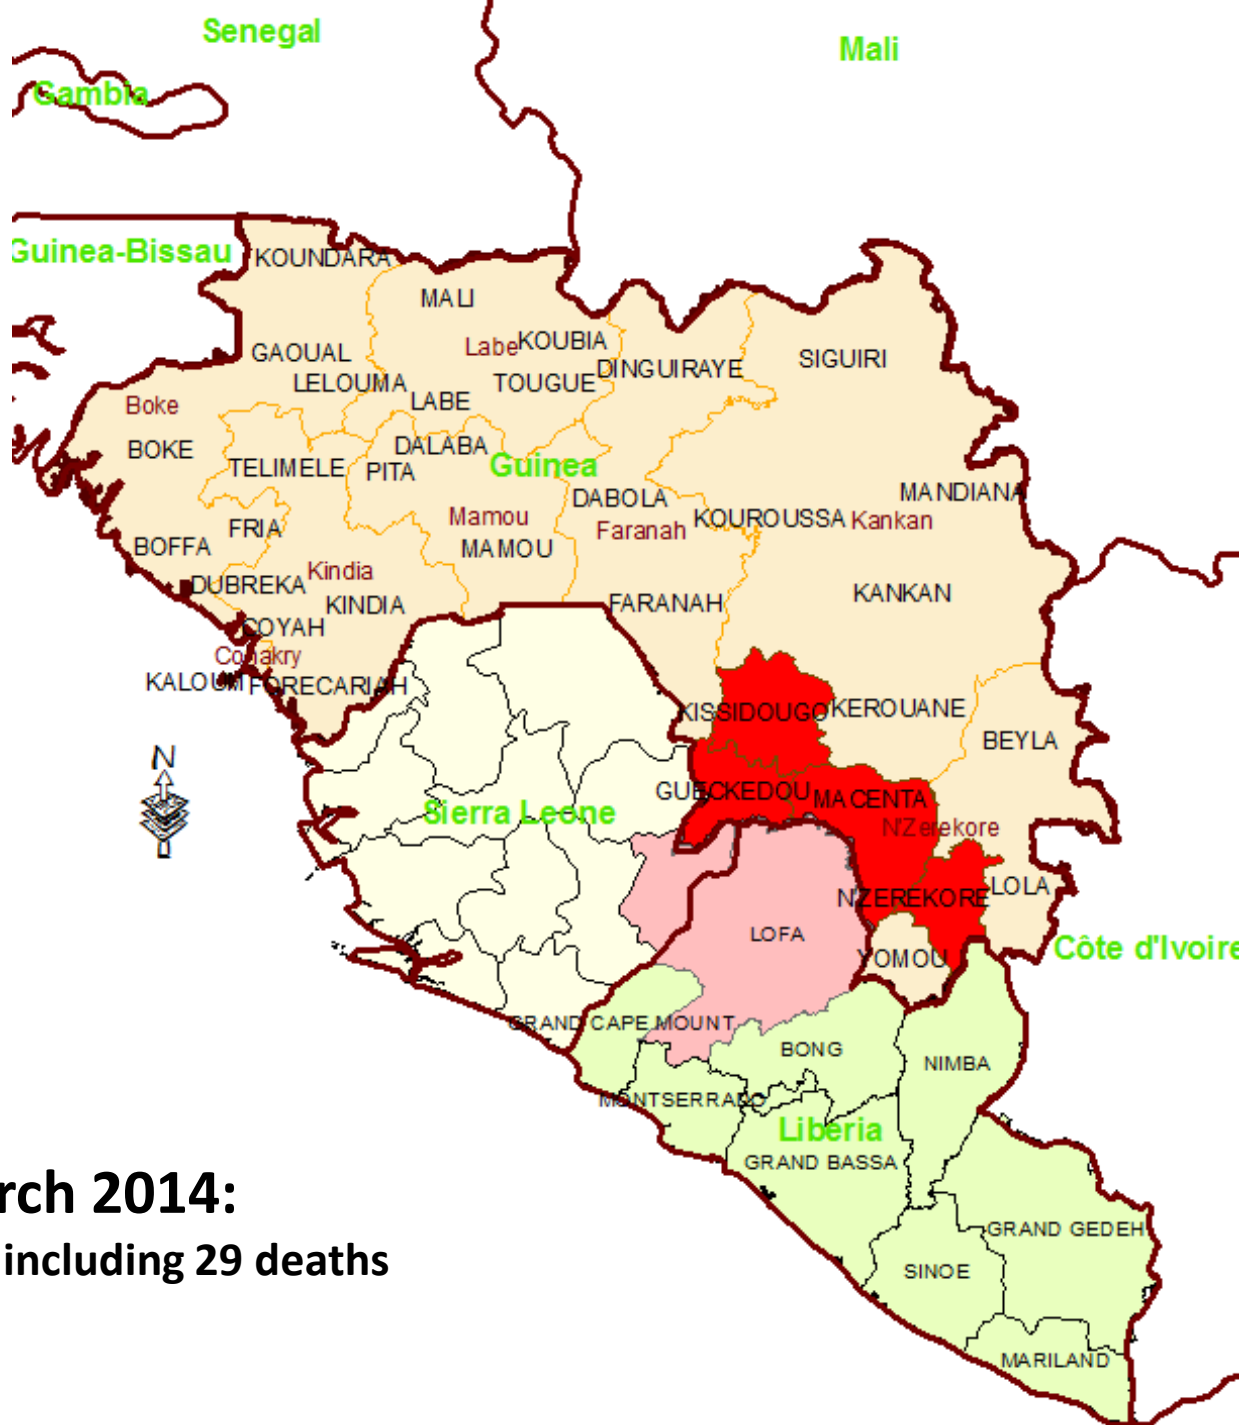 Senegal
Mali
Gambia
Guinea-Bissau
KOUNDARA
MALI
Labe
KOUBIA
GAOUAL
DINGUIRAYE
SIGUIRI
LELOUMA
TOUGUE
Boke
LABE
BOKE
DALABA
TELIMELE
PITA
Guinea
DABOLA
MANDIANA
FRIA
Mamou
Faranah
KOUROUSSA
Kankan
BOFFA
MAMOU
DUBREKA
Kindia
KINDIA
FARANAH
KANKAN
COYAH
Conakry
KALOUM
FORECARIAH
KISSIDOUGO
KEROUANE
BEYLA
N
GUECKEDOU
MACENTA
Sierra Leone
N'Zerekore
LOLA
N'ZEREKORE
LOFA
YOMOU
Côte d'Ivoire
GRAND CAPE MOUNT
BONG
NIMBA
MONTSERRADO
Liberia
GRAND BASSA
rch 2014:
GRAND GEDEH
including 29 deaths
SINOE
MARILAND